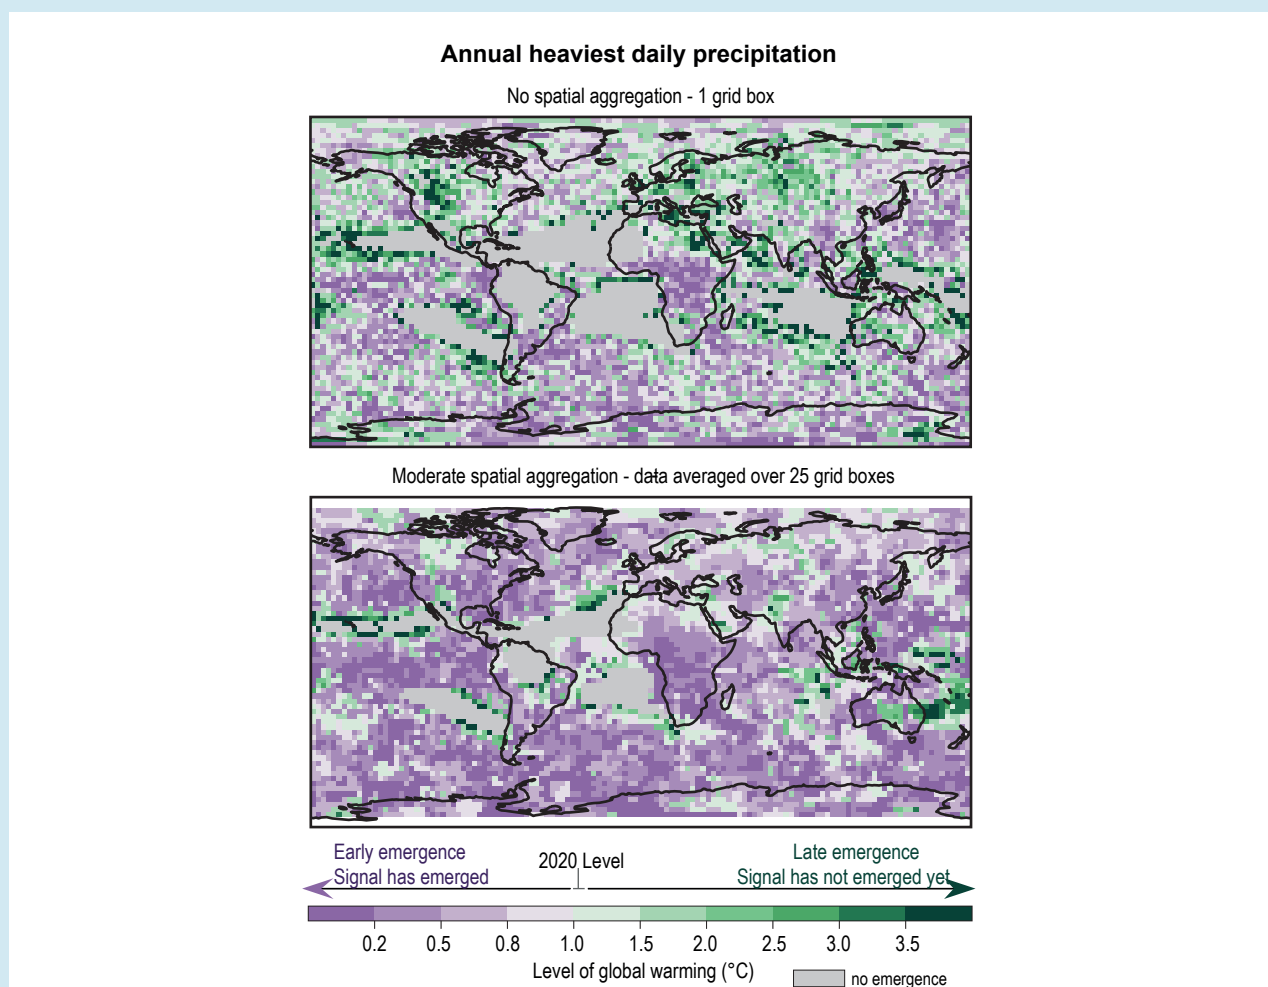 Annual heaviest daily precipitation
No spatial aggregation - 1 grid box
Moderate spatial aggregation - data averaged over 25 grid boxes
Early emergence
Signal has emerged
2020 Level
Late emergence
Signal has not emerged yet
0.2 0.5 0.8 1.0 1.5 2.0 2.5 3.0 3.5
Level of global warming (°C)
no emergence